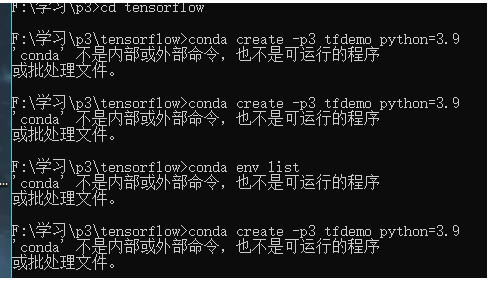 F:\学习\p3>cd tensorflow
F:\学习\p3\tensorflow>conda create -p3 tfdemo python=3.9
'conda' 不是内部或外部命令，也不是可运行的程序
或批处理文件。
F:\学习\p3\tensorflow>conda create -p3 tfdemo python=3.9
'conda' 不是内部或外部命令，也不是可运行的程序
或批处理文件。
F:\学习\p3\tensorflow>conda env list
'conda' 不是内部或外部命令，也不是可运行的程序
或批处理文件。
F:\学习\p3\tensorflow>conda create -p3 tfdemo python=3.9
'conda' 不是内部或外部命令，也不是可运行的程序
或批处理文件。